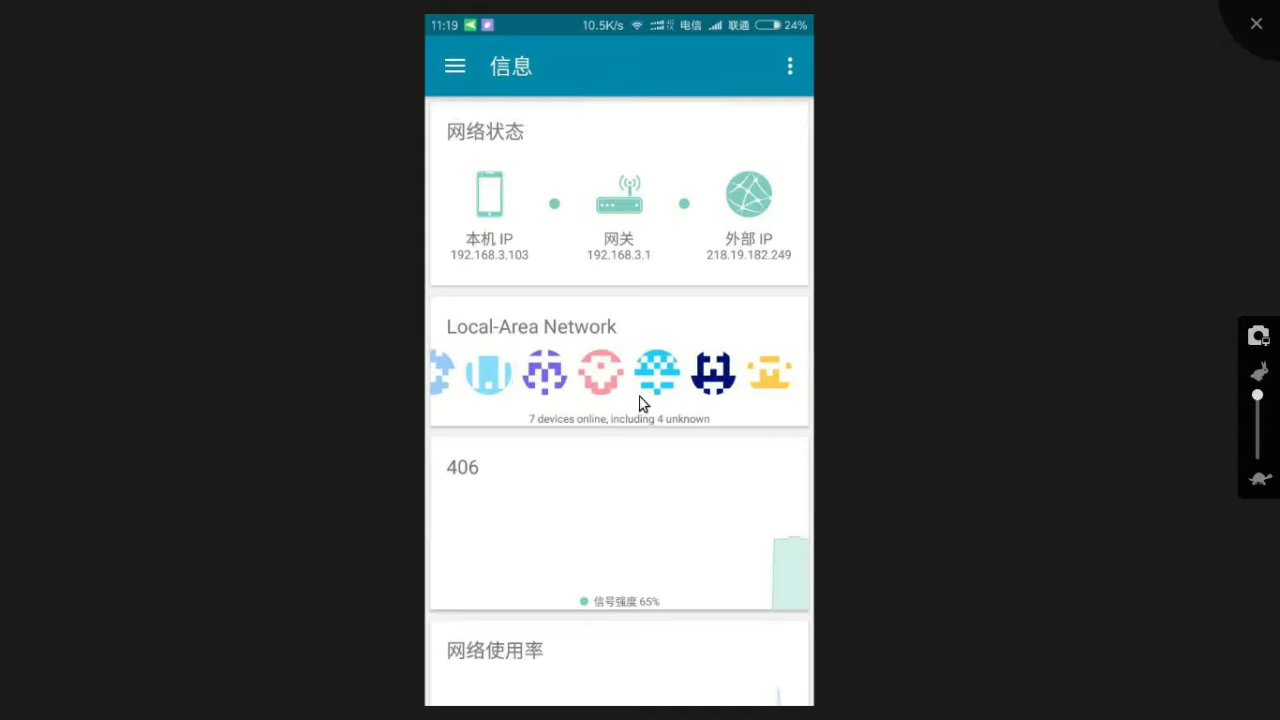 11:19 10.5K/s 电信 联通 24%
信息
网络状态
本机 IP 网关 外部 IP
192.168.3.103 192.168.3.1 218.19.182.249
Local-Area Network
7 devices online, including 4 unknown
406
信号强度 65%
网络使用率